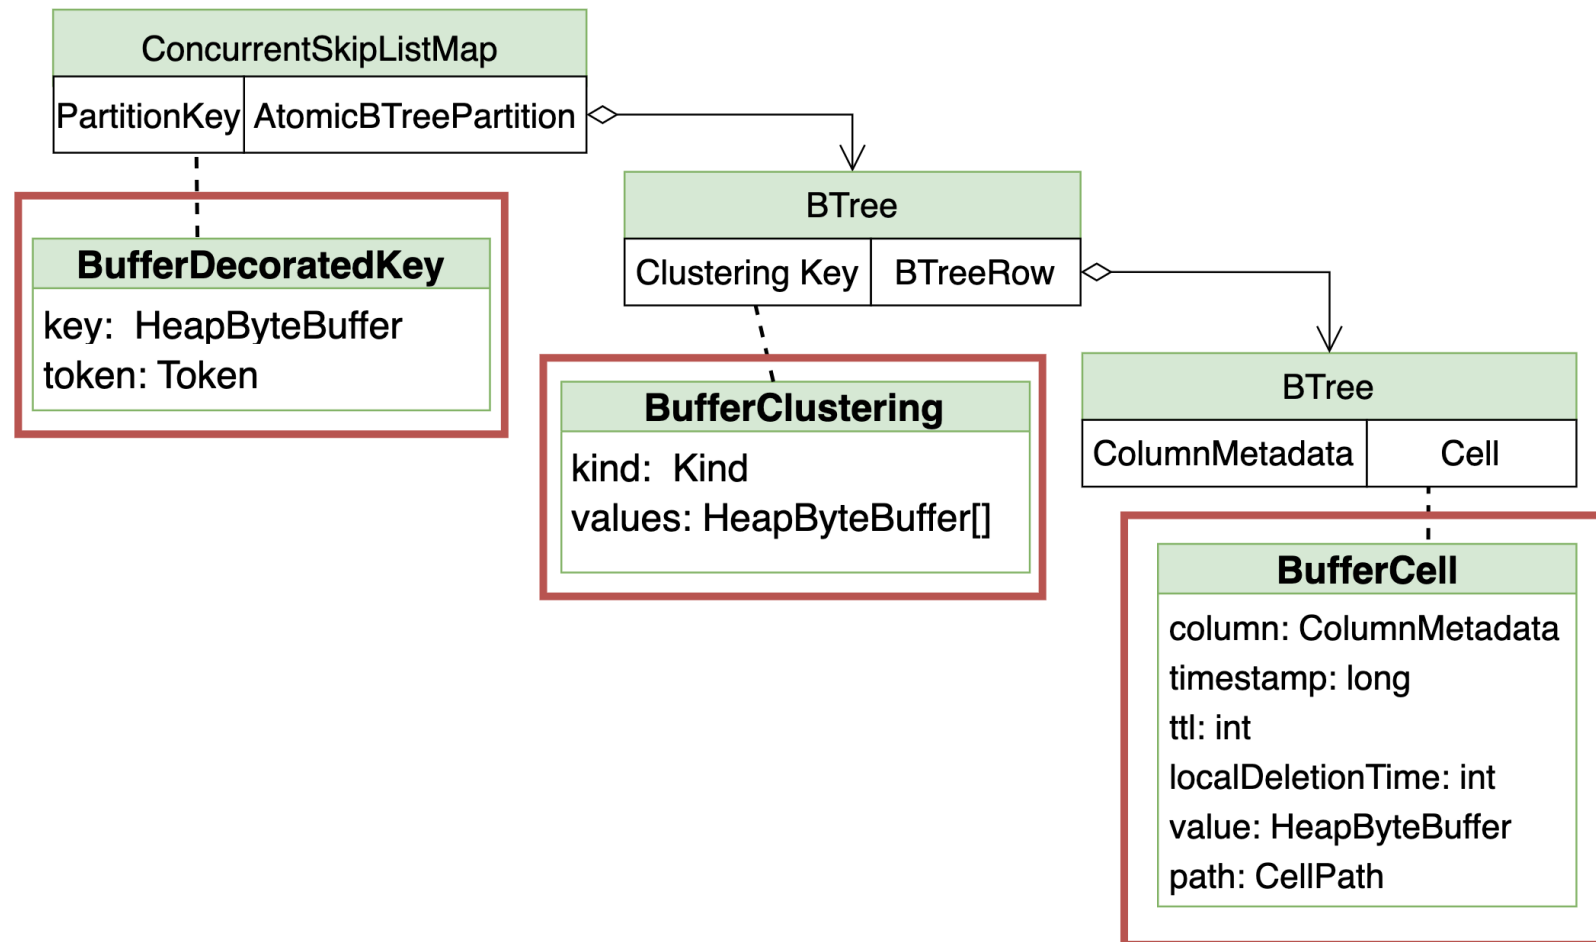 ConcurrentSkipListMap
PartitionKey AtomicBTreePartition
BufferDecoratedKey
key: HeapByteBuffer
token: Token
BTree
Clustering Key BTreeRow
BufferClustering
kind: Kind
values: HeapByteBuffer[]
BTree
ColumnMetadata Cell
BufferCell
column: ColumnMetadata
timestamp: long
ttl: int
localDeletionTime: int
value: HeapByteBuffer
path: CellPath